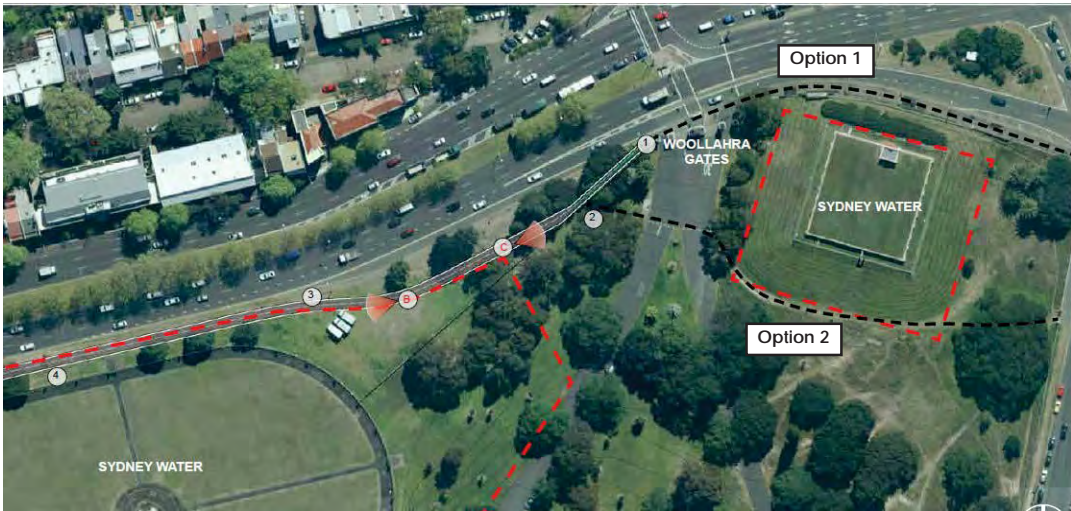 Option 1
1
WOOLLAHRA
GATES
SYDNEY WATER
2
C
3
B
Option 2
4
SYDNEY WATER